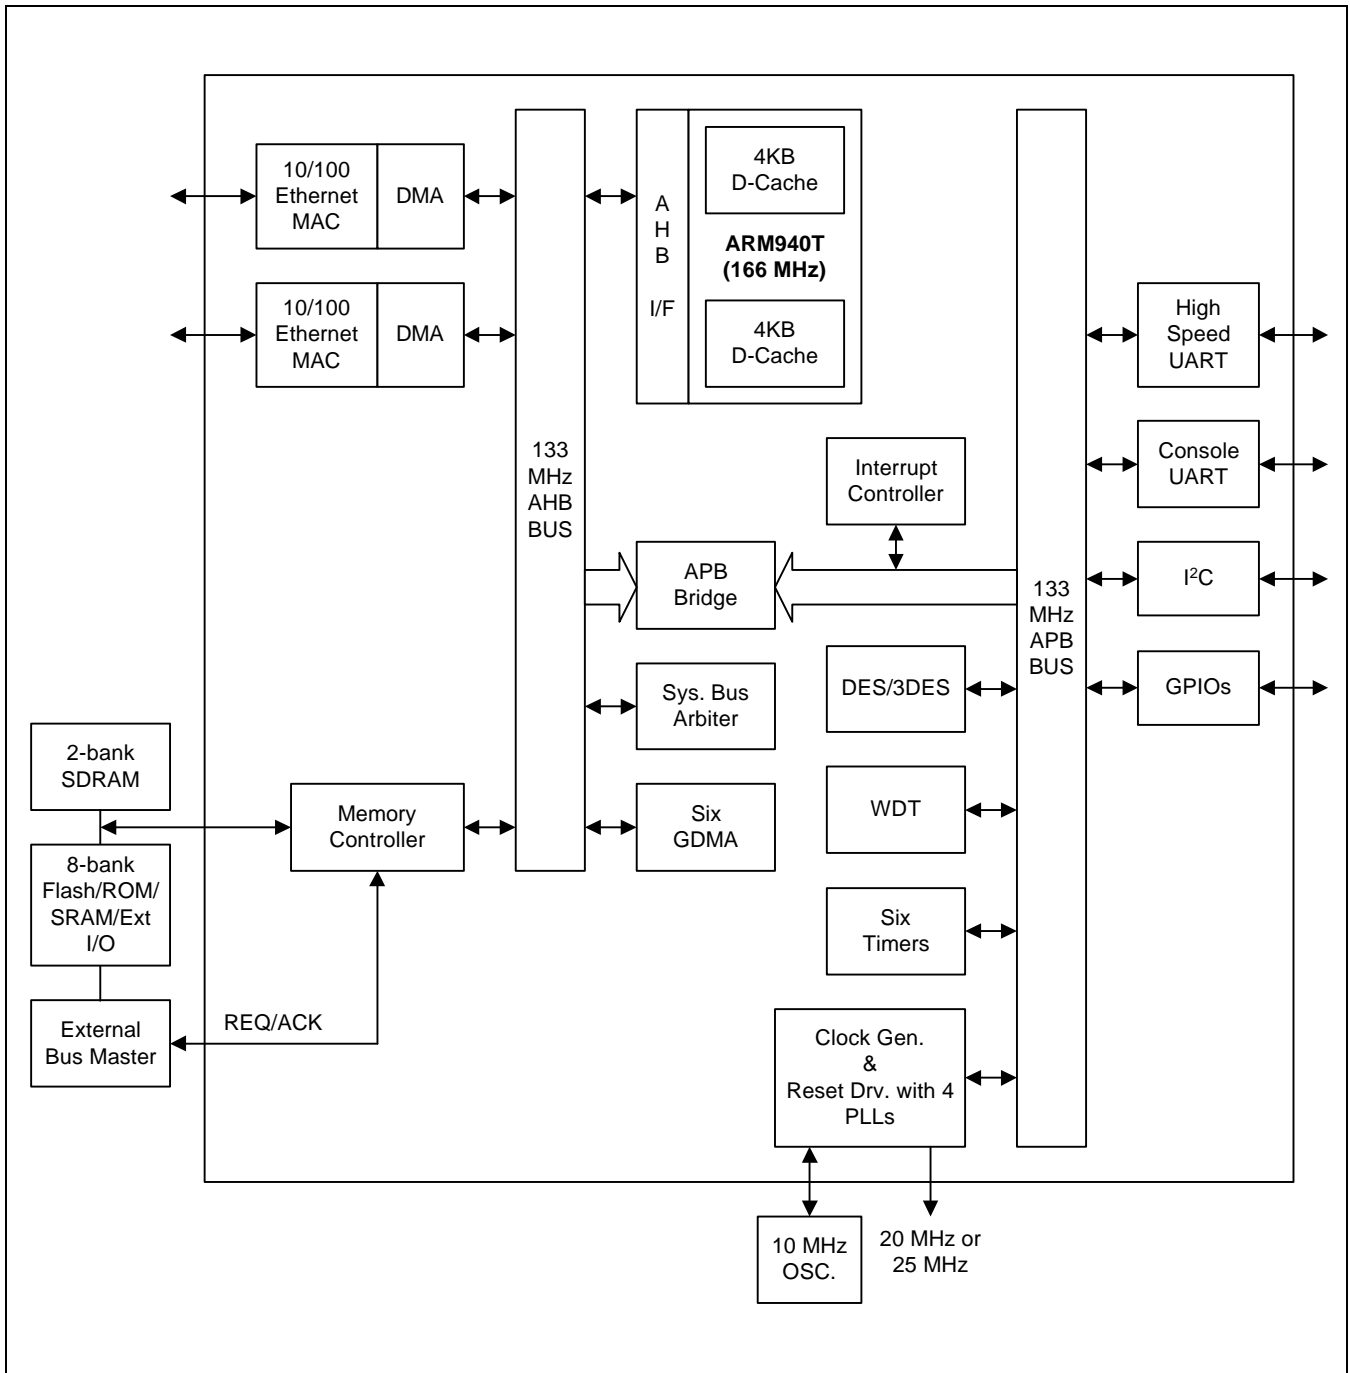 10/100
Ethernet
MAC
DMA
10/100
Ethernet
MAC
DMA
133
MHz
AHB
BUS
A
H
B
I/F
4KB
D-Cache
ARM940T
(166 MHz)
4KB
D-Cache
Interrupt
Controller
APB
Bridge
133
MHz
APB
BUS
High
Speed
UART
Console
UART
I²C
GPIOs
DES/3DES
Sys. Bus
Arbiter
WDT
Six
GDMA
Six
Timers
2-bank
SDRAM
Memory
Controller
8-bank
Flash/ROM/
SRAM/Ext
I/O
External
Bus Master
REQ/ACK
Clock Gen.
&
Reset Drv. with 4
PLLs
10 MHz
OSC.
20 MHz or
25 MHz